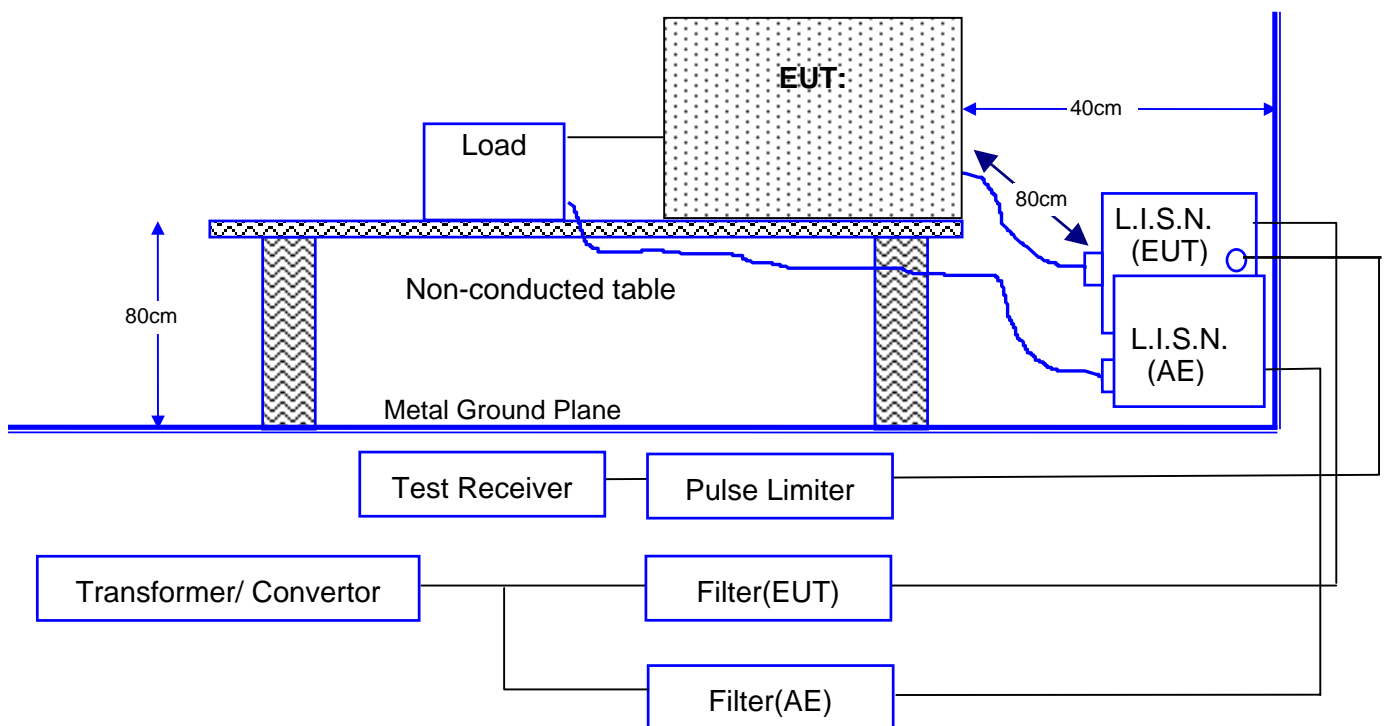 EUT:
40cm
Load
80cm
L.I.S.N.
(EUT)
Non-conducted table
80cm
L.I.S.N.
(AE)
Metal Ground Plane
Test Receiver
Pulse Limiter
Transformer/ Convertor
Filter(EUT)
Filter(AE)